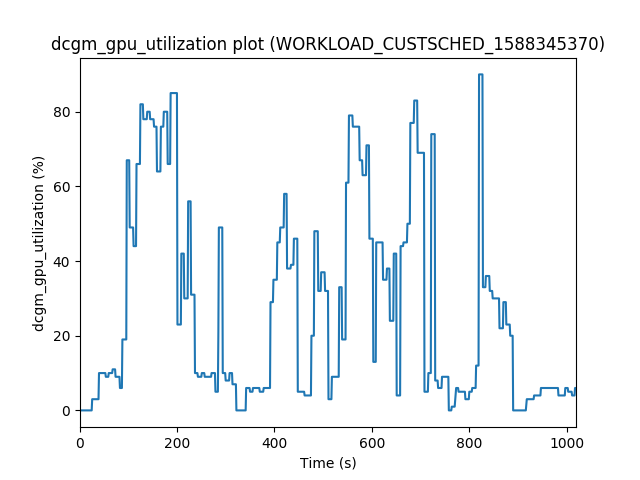 dcgm_gpu_utilization plot (WORKLOAD_CUSTSCHED_1588345370)
80
60
40
20
0
dcgm_gpu_utilization (%)
0 200 400 600 800 1000
Time (s)